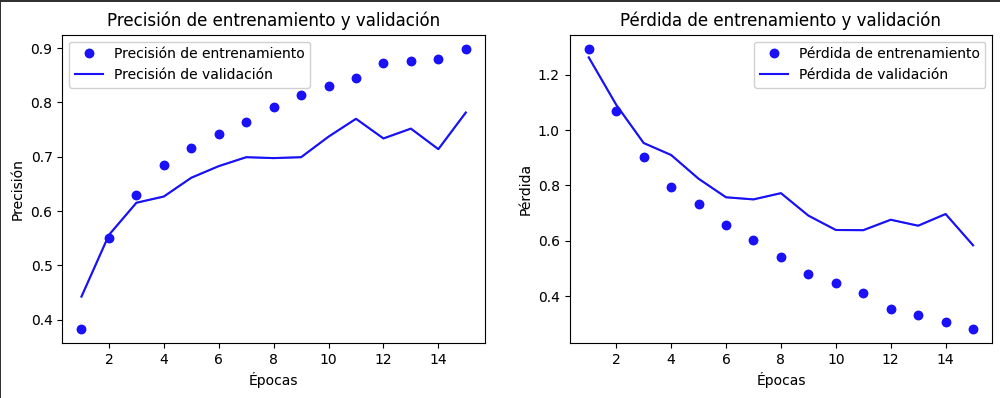 Precisión de entrenamiento y validación
Precisión de entrenamiento
Precisión de validación
0.9
0.8
0.7
0.6
0.5
0.4
Precisión
2 4 6 8 10 12 14
Épocas
Pérdida de entrenamiento y validación
Pérdida de entrenamiento
Pérdida de validación
1.2
1.0
0.8
0.6
0.4
Pérdida
2 4 6 8 10 12 14
Épocas